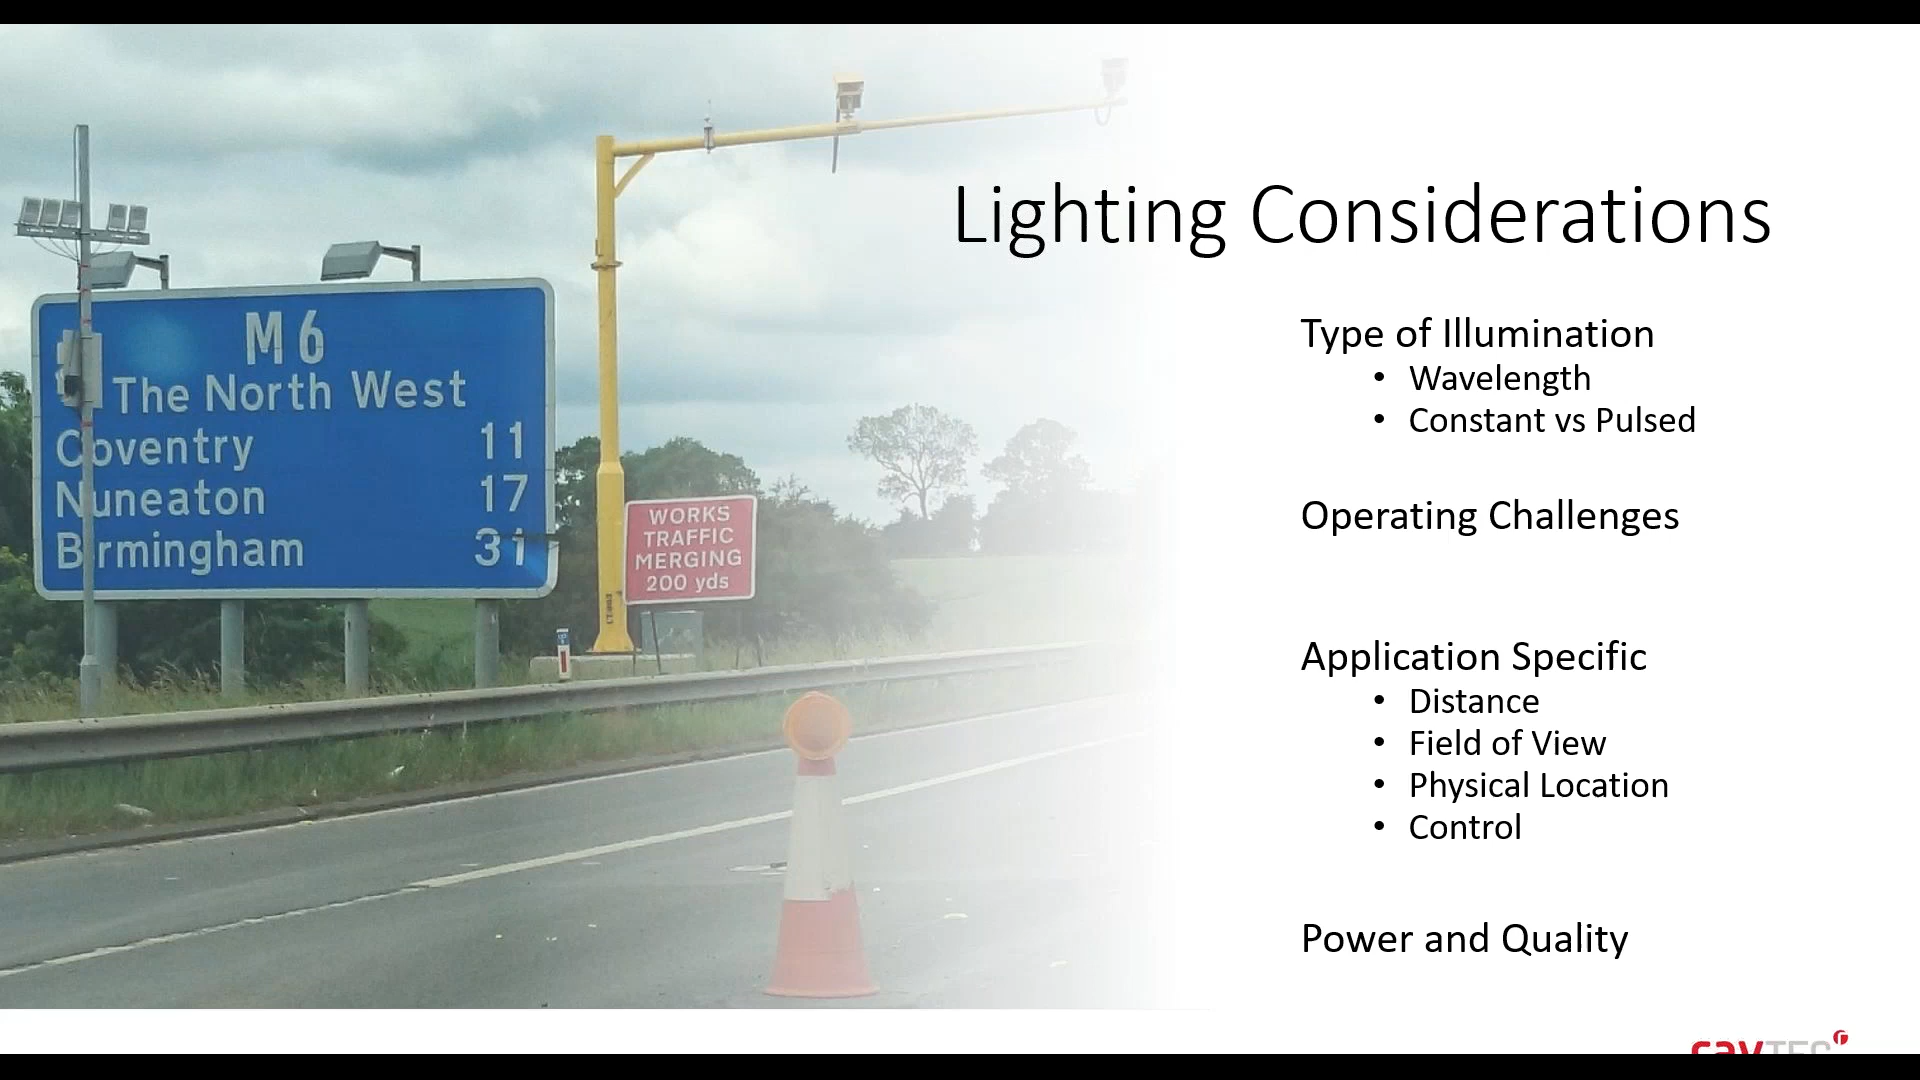 M6
The North West
Coventry 11
Nuneaton 17
Birmingham 31
WORKS
TRAFFIC
MERGING
200 yds
Lighting Considerations
Type of Illumination
• Wavelength
• Constant vs Pulsed
Operating Challenges
Application Specific
• Distance
• Field of View
• Physical Location
• Control
Power and Quality